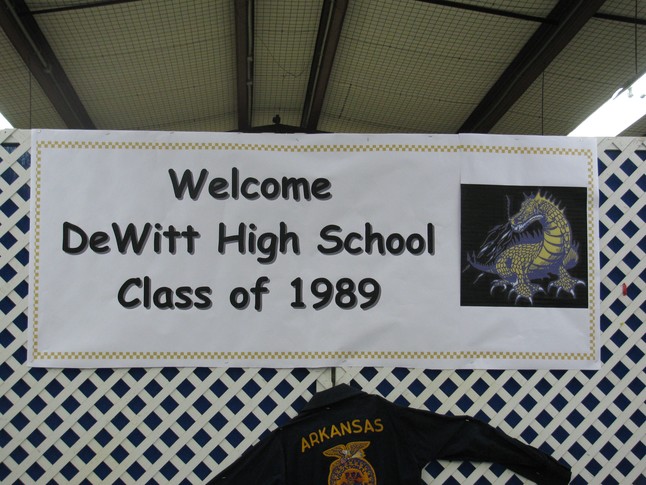 Welcome
DeWitt High School
Class of 1989
ARKANSAS